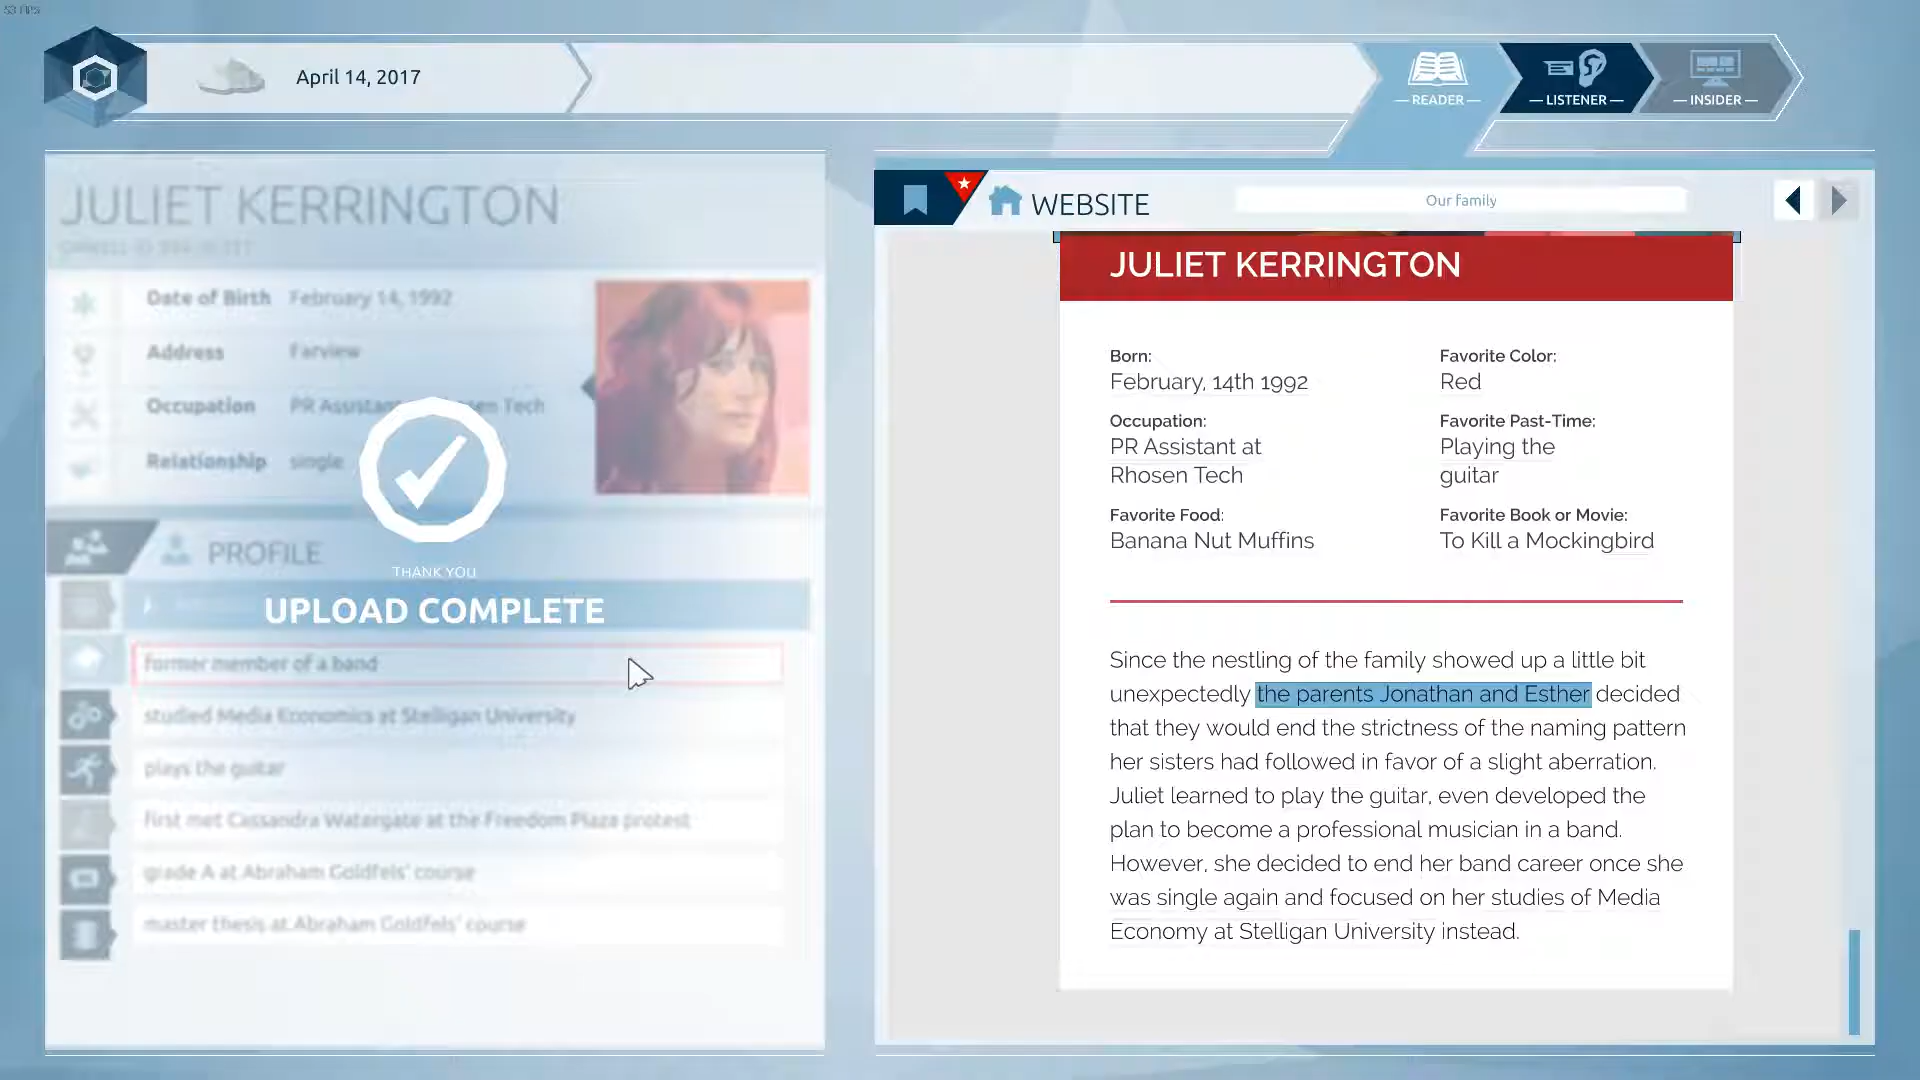 53 FPS
April 14, 2017
READER
LISTENER
INSIDER
JULIET KERRINGTON
Date of Birth February 14, 1992
Address Farview
Occupation PR Assistant
Tech
Relationship single
PROFILE
THANK YOU
UPLOAD COMPLETE
former member of a band
studied Media Economics at Stelligan University
plays the guitar
first met Cassandra Watergate at the Freedom Plaza protest
grade A at Abraham Goldfels' course
master thesis at Abraham Goldfels' course
WEBSITE
Our family
JULIET KERRINGTON
Born:
February, 14th 1992
Occupation:
PR Assistant at
Rhosen Tech
Favorite Food:
Banana Nut Muffins
Favorite Color:
Red
Favorite Past-Time:
Playing the
guitar
Favorite Book or Movie:
To Kill a Mockingbird
Since the nestling of the family showed up a little bit
unexpectedly the parents Jonathan and Esther decided
that they would end the strictness of the naming pattern
her sisters had followed in favor of a slight aberration.
Juliet learned to play the guitar, even developed the
plan to become a professional musician in a band.
However, she decided to end her band career once she
was single again and focused on her studies of Media
Economy at Stelligan University instead.